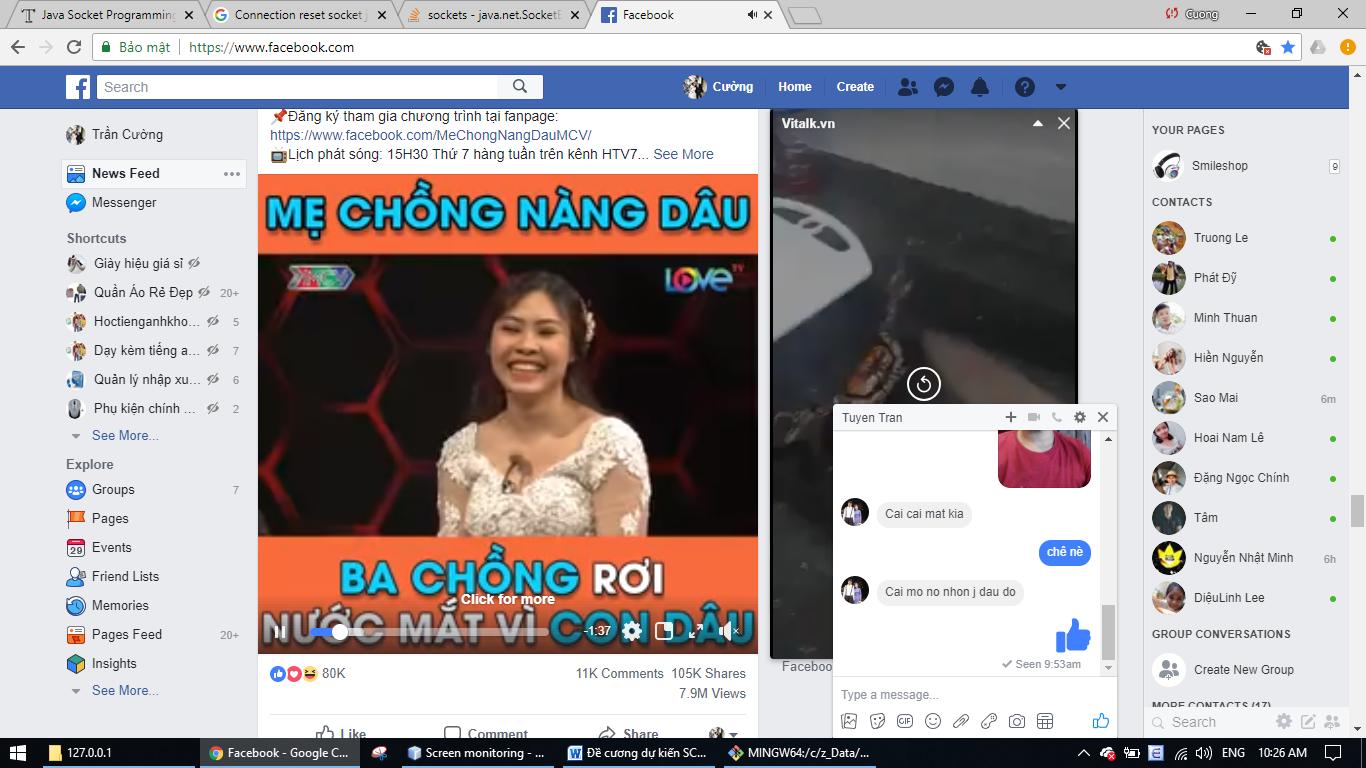 Java Socket Programming
Connection reset socket j
sockets - java.net.SocketE
Facebook
Cuong
Bảo mật
https://www.facebook.com
Search
Cường
Home
Create
Trần Cường
News Feed
Messenger
Shortcuts
Giày hiệu giá sỉ
Quần Áo Rẻ Đẹp 20+
Hoctienganhkho... 5
Dạy kèm tiếng a... 7
Quản lý nhập xu... 6
Phụ kiện chính ... 2
See More...
Explore
Groups 7
Pages
Events
29
Friend Lists
Memories
Pages Feed 20+
Insights
See More...
📌Đăng ký tham gia chương trình tại fanpage:
https://www.facebook.com/MeChongNangDauMCV/
📺Lịch phát sóng: 15H30 Thứ 7 hàng tuần trên kênh HTV7... See More
MẸ CHỒNG NÀNG DÂU
LOVE TV
BA CHỒNG RƠI
NƯỚC MẮT VÌ CON DÂU
Click for more
-1:37
80K
11K Comments 105K Shares
7.9M Views
Like
Comment
Share
Vitalk.vn
Faceboo
Tuyen Tran
Cai cai mat kia
chê nè
Cai mo no nhon j dau do
Seen 9:53am
Type a message...
GIF
YOUR PAGES
Smileshop 9
CONTACTS
Truong Le
Phát Đỹ
Minh Thuan
Hiền Nguyễn
Sao Mai 6m
Hoai Nam Lê
Đặng Ngọc Chính
Tâm
Nguyễn Nhật Minh 6h
DiệuLinh Lee
GROUP CONVERSATIONS
Create New Group
MORE CONTACTS (17)
Search
127.0.0.1
Facebook - Google C...
Screen monitoring - ...
Đề cương dự kiến SC...
MINGW64:/c/z_Data/...
ENG
10:26 AM